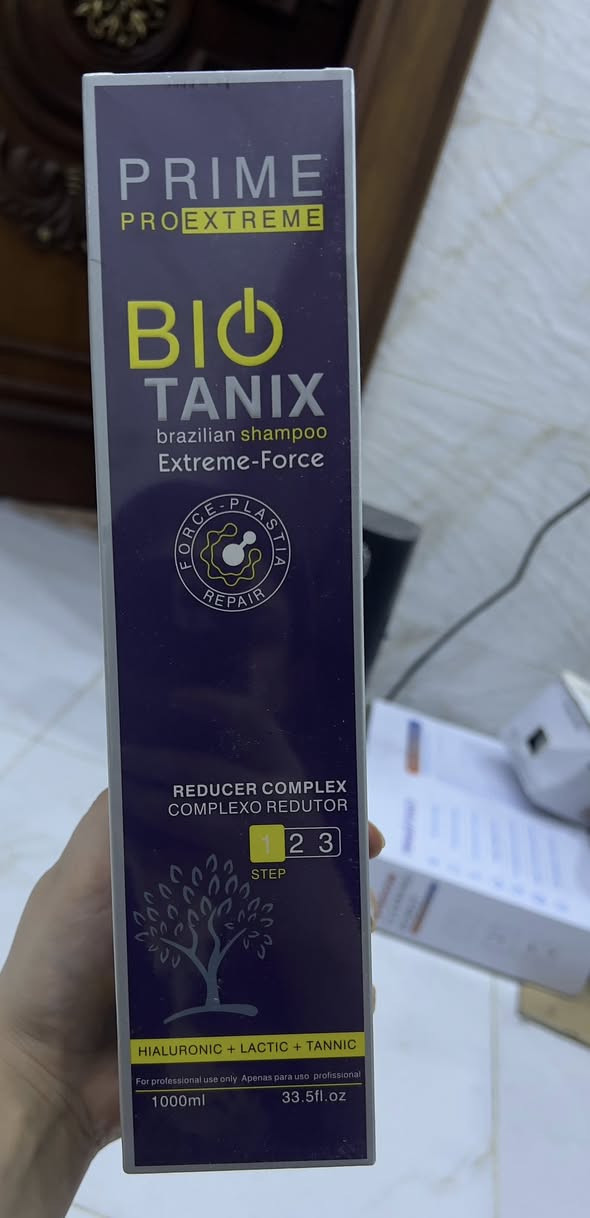 PRIME
PROEXTREME
BIO
TANIX
brazilian shampoo
Extreme-Force
FORCE-PLASTIA
REPAIR
REDUCER COMPLEX
COMPLEXO REDUTOR
1 2 3
STEP
HIALURONIC + LACTIC + TANNIC
For professional use only Apenas para uso profissional
1000ml 33.5fl.oz